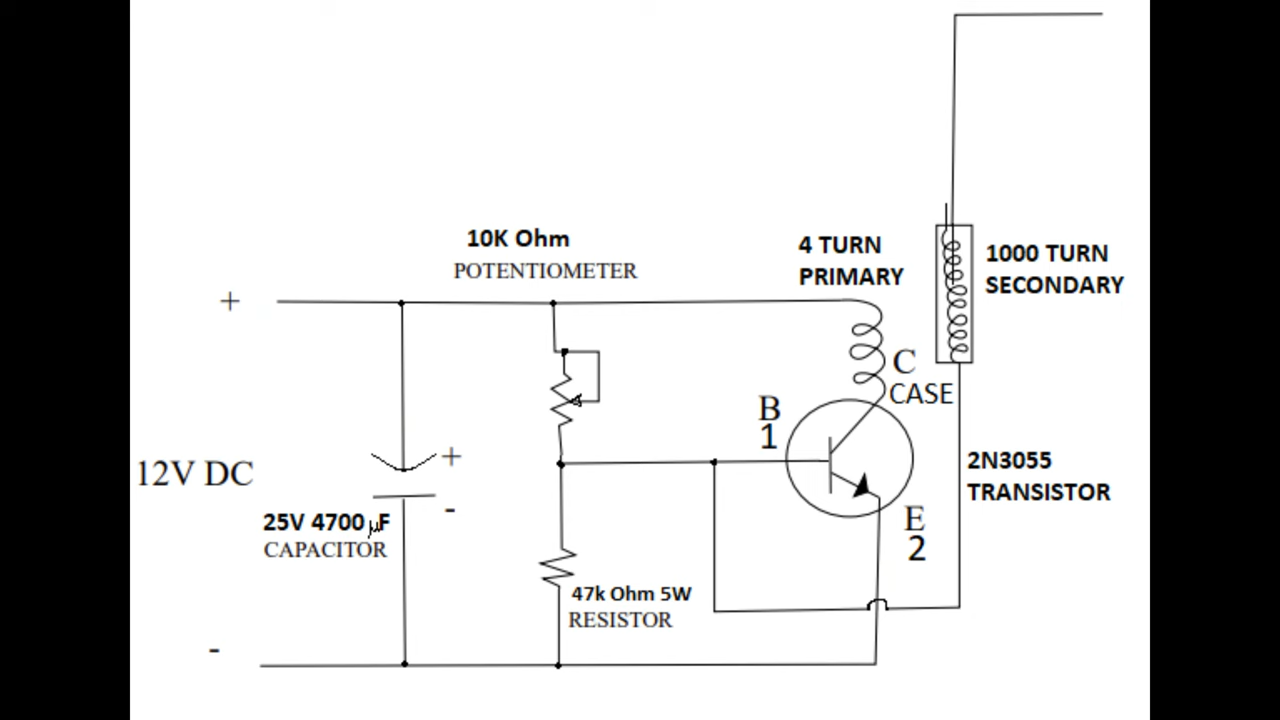 10K Ohm
POTENTIOMETER
4 TURN
PRIMARY
1000 TURN
SECONDARY
+
C
CASE
B
1
12V DC
+
-
25V 4700 µF
CAPACITOR
2N3055
TRANSISTOR
E
2
47k Ohm 5W
RESISTOR
-